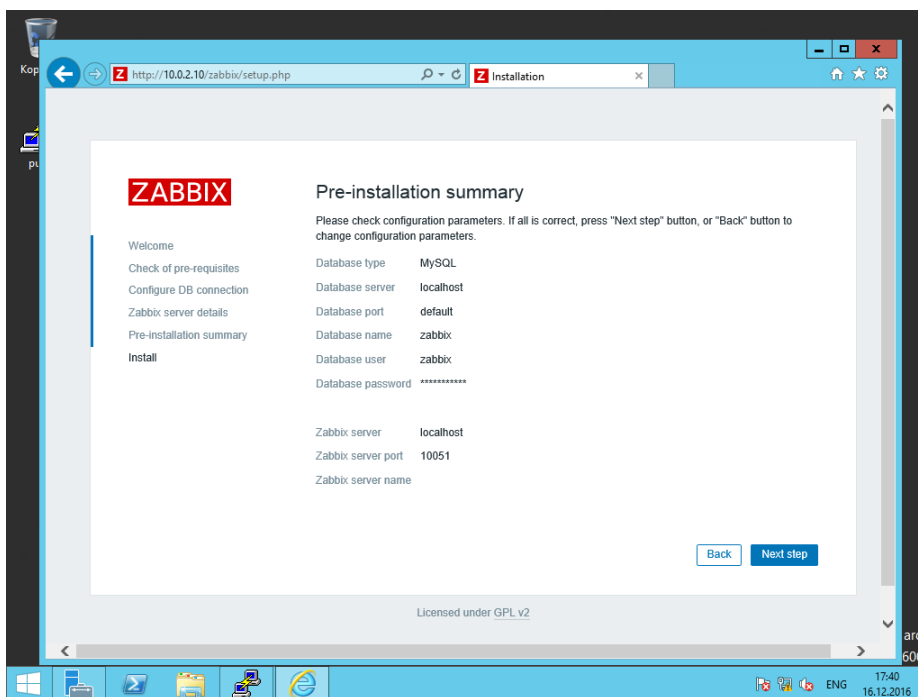 Кор
http://10.0.2.10/zabbix/setup.php
Installation
ZABBIX
Welcome
Check of pre-requisites
Configure DB connection
Zabbix server details
Pre-installation summary
Install
Pre-installation summary
Please check configuration parameters. If all is correct, press "Next step" button, or "Back" button to
change configuration parameters.
Database type MySQL
Database server localhost
Database port default
Database name zabbix
Database user zabbix
Database password ***********
Zabbix server localhost
Zabbix server port 10051
Zabbix server name
Back Next step
Licensed under GPL v2
ENG
17:40
16.12.2016